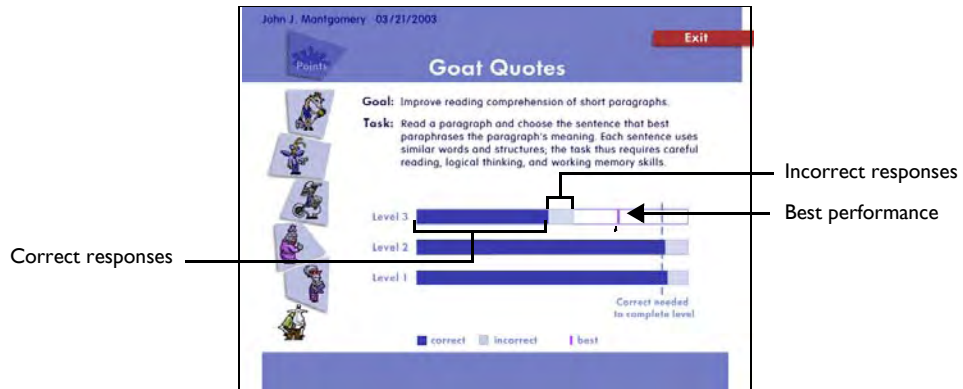 John J. Montgomery 03/21/2003
Exit
Points
Goat Quotes
Goal: Improve reading comprehension of short paragraphs.
Task: Read a paragraph and choose the sentence that best
paraphrases the paragraph's meaning. Each sentence uses
similar words and structures; the task thus requires careful
reading, logical thinking, and working memory skills.
Incorrect responses
Level 3
Best performance
Level 2
Correct responses
Level 1
Correct needed
to complete level
correct incorrect best